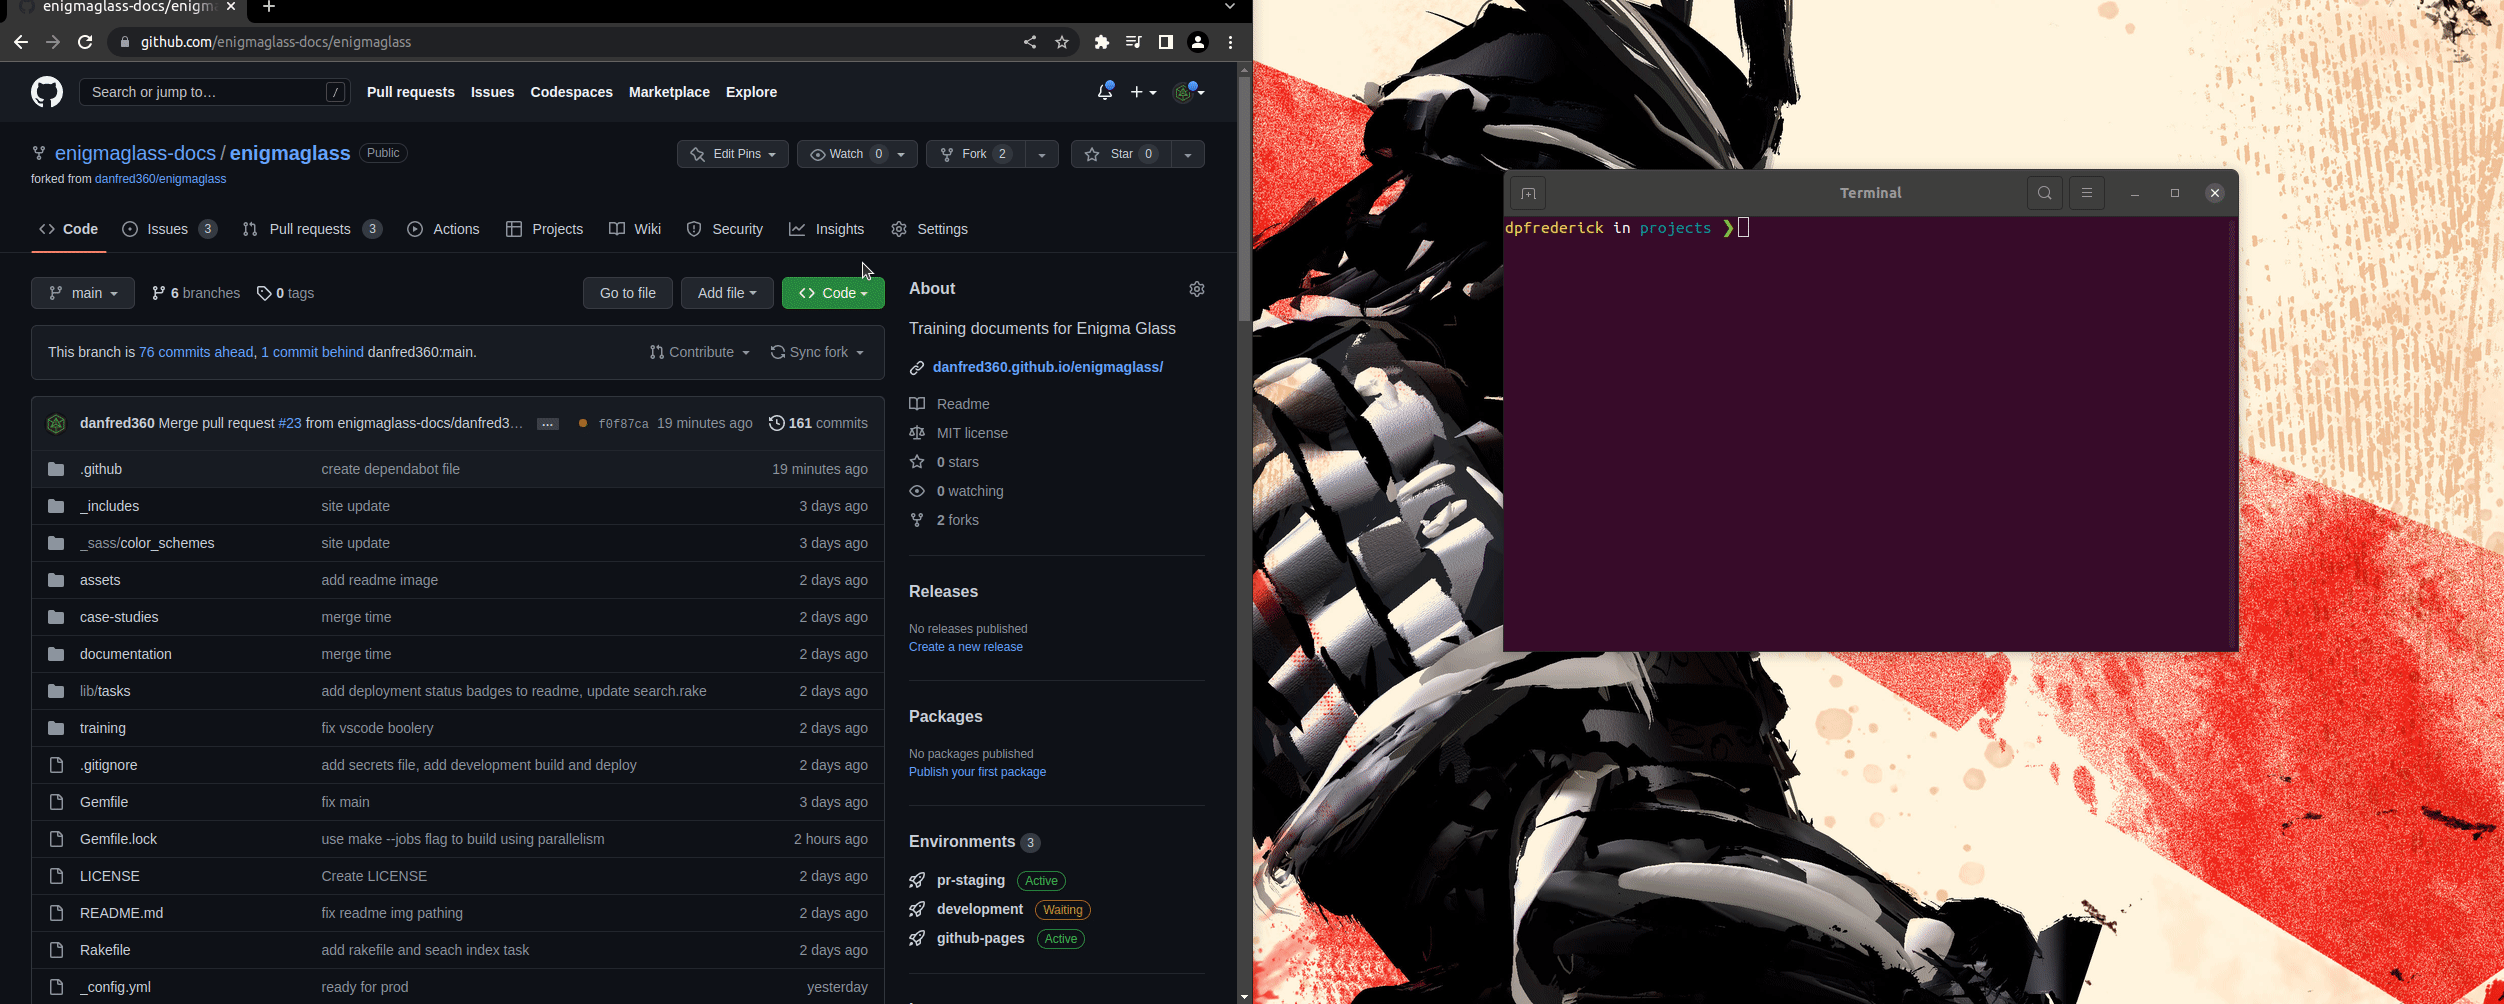 enigmaglass-docs/enigma
github.com/enigmaglass-docs/enigmaglass
Search or jump to… /
Pull requests Issues Codespaces Marketplace Explore
enigmaglass-docs / enigmaglass Public
forked from danfred360/enigmaglass
Edit Pins Watch 0 Fork 2 Star 0
Code Issues 3 Pull requests 3 Actions Projects Wiki Security Insights Settings
main 6 branches 0 tags Go to file Add file Code
This branch is 76 commits ahead, 1 commit behind danfred360:main. Contribute Sync fork
danfred360 Merge pull request #23 from enigmaglass-docs/danfred3… ... f0f87ca 19 minutes ago 161 commits
.github create dependabot file 19 minutes ago
_includes site update 3 days ago
_sass/color_schemes site update 3 days ago
assets add readme image 2 days ago
case-studies merge time 2 days ago
documentation merge time 2 days ago
lib/tasks add deployment status badges to readme, update search.rake 2 days ago
training fix vscode boolery 2 days ago
.gitignore add secrets file, add development build and deploy 2 days ago
Gemfile fix main 3 days ago
Gemfile.lock use make --jobs flag to build using parallelism 2 hours ago
LICENSE Create LICENSE 2 days ago
README.md fix readme img pathing 2 days ago
Rakefile add rakefile and seach index task 2 days ago
_config.yml ready for prod yesterday
About
Training documents for Enigma Glass
danfred360.github.io/enigmaglass/
Readme
MIT license
0 stars
0 watching
2 forks
Releases
No releases published
Create a new release
Packages
No packages published
Publish your first package
Environments 3
pr-staging Active
development Waiting
github-pages Active
Terminal
dpfrederick in projects ❯